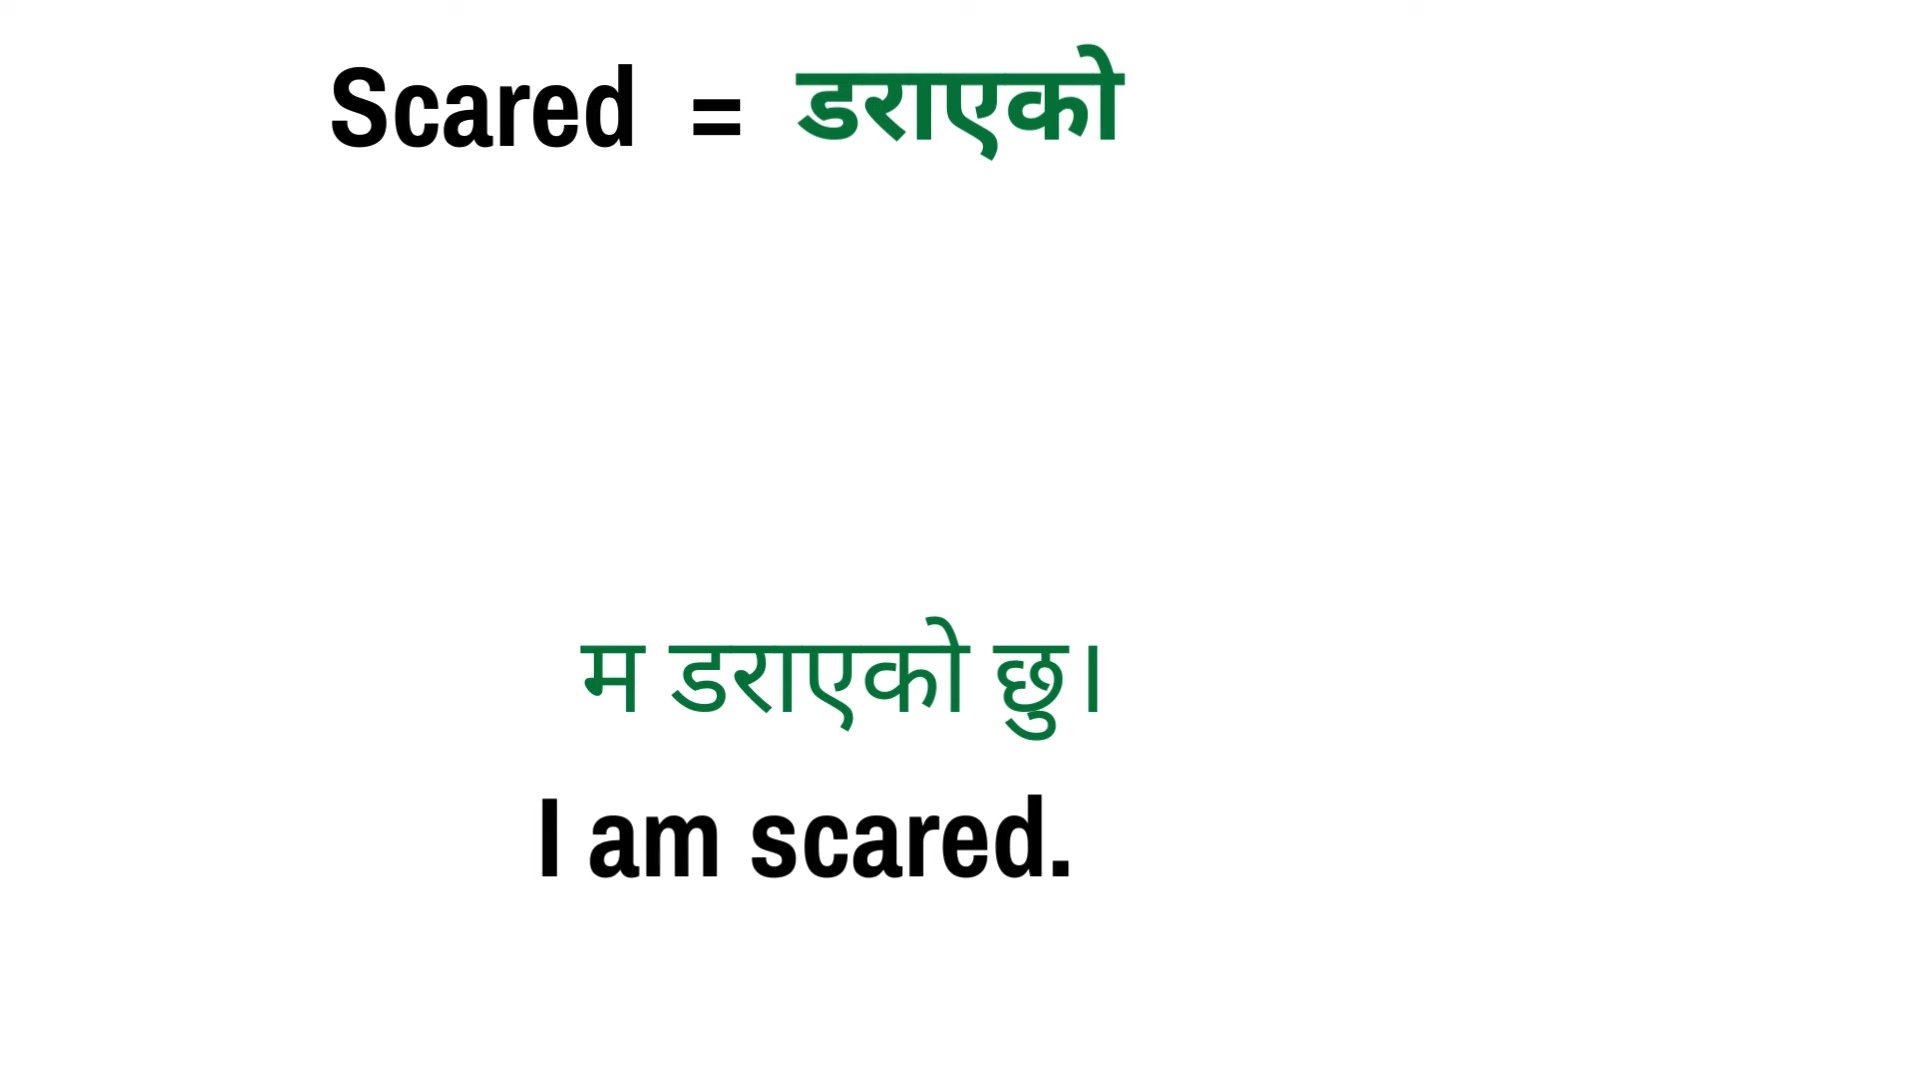 Scared = डराएको
म डराएको छु।
I am scared.